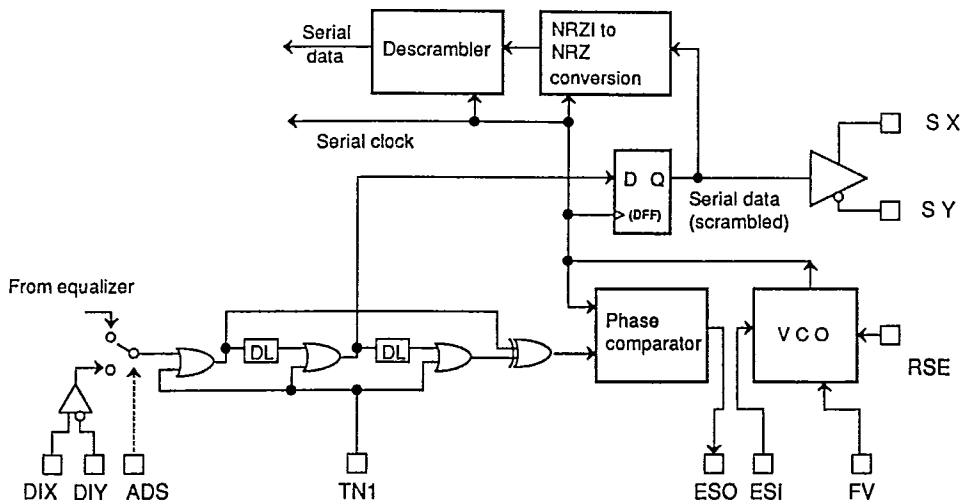 Serial
data
Descrambler
NRZI to
NRZ
conversion
Serial clock
S X
D Q
(DFF)
Serial data
(scrambled)
S Y
From equalizer
DL
DL
Phase
comparator
V C O
RSE
DIX
DIY
ADS
TN1
ESO
ESI
FV